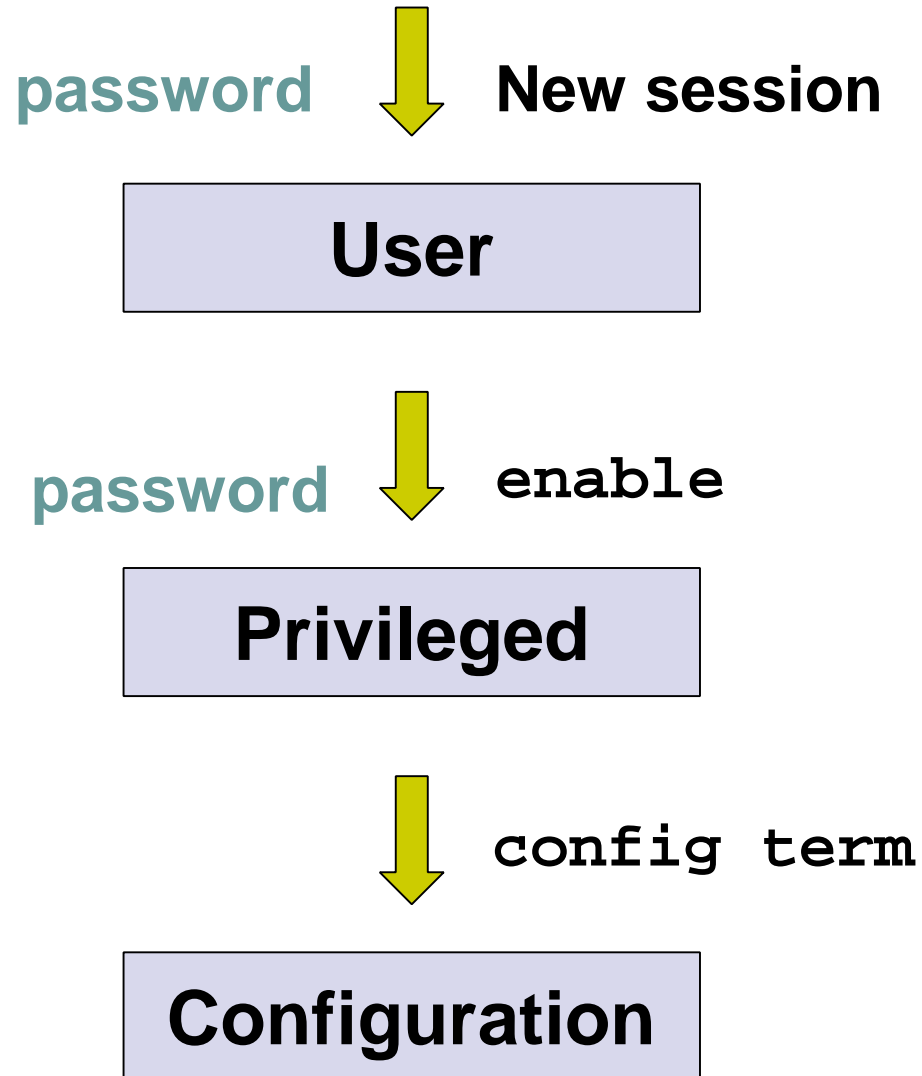 password New session
User
password enable
Privileged
config term
Configuration